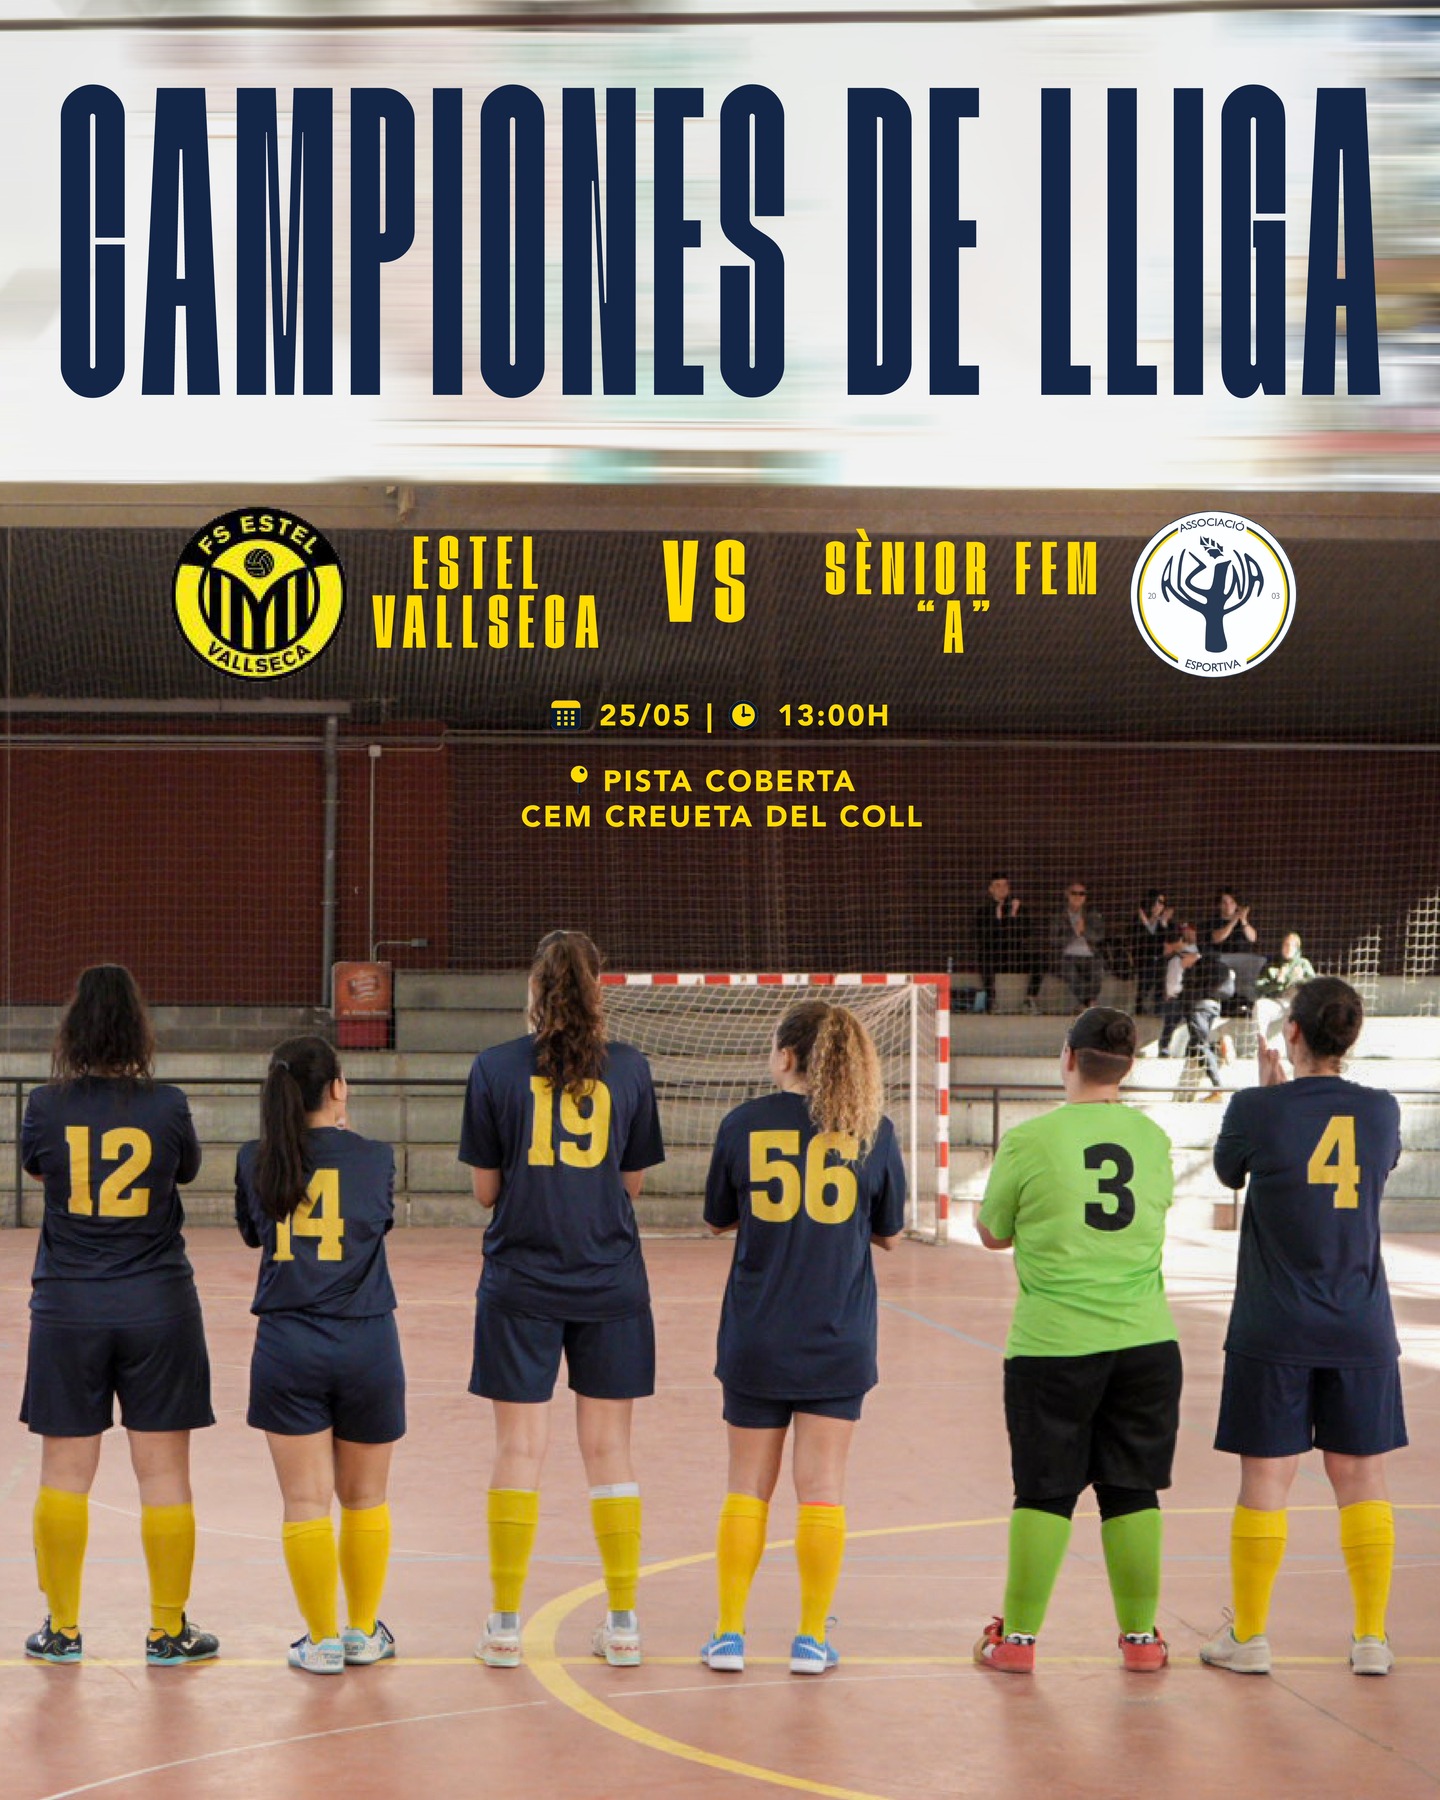 CAMPIONES DE LLIGA
FS ESTEL
VALLSECA
ESTEL
VALLSECA
VS
SÈNIOR FEM
“A”
ASSOCIACIÓ
ALZINA
20 03
ESPORTIVA
25/05 | 13:00H
PISTA COBERTA
CEM CREUETA DEL COLL
12
14
19
56
3
4